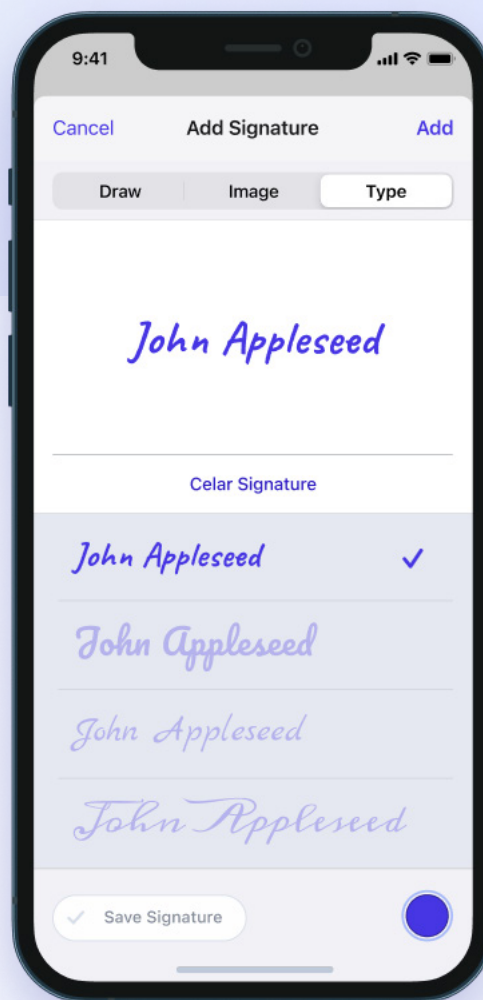 9:41
Cancel Add Signature Add
Draw Image Type
John Appleseed
Celar Signature
John Appleseed
John Appleseed
John Appleseed
John Appleseed
Save Signature